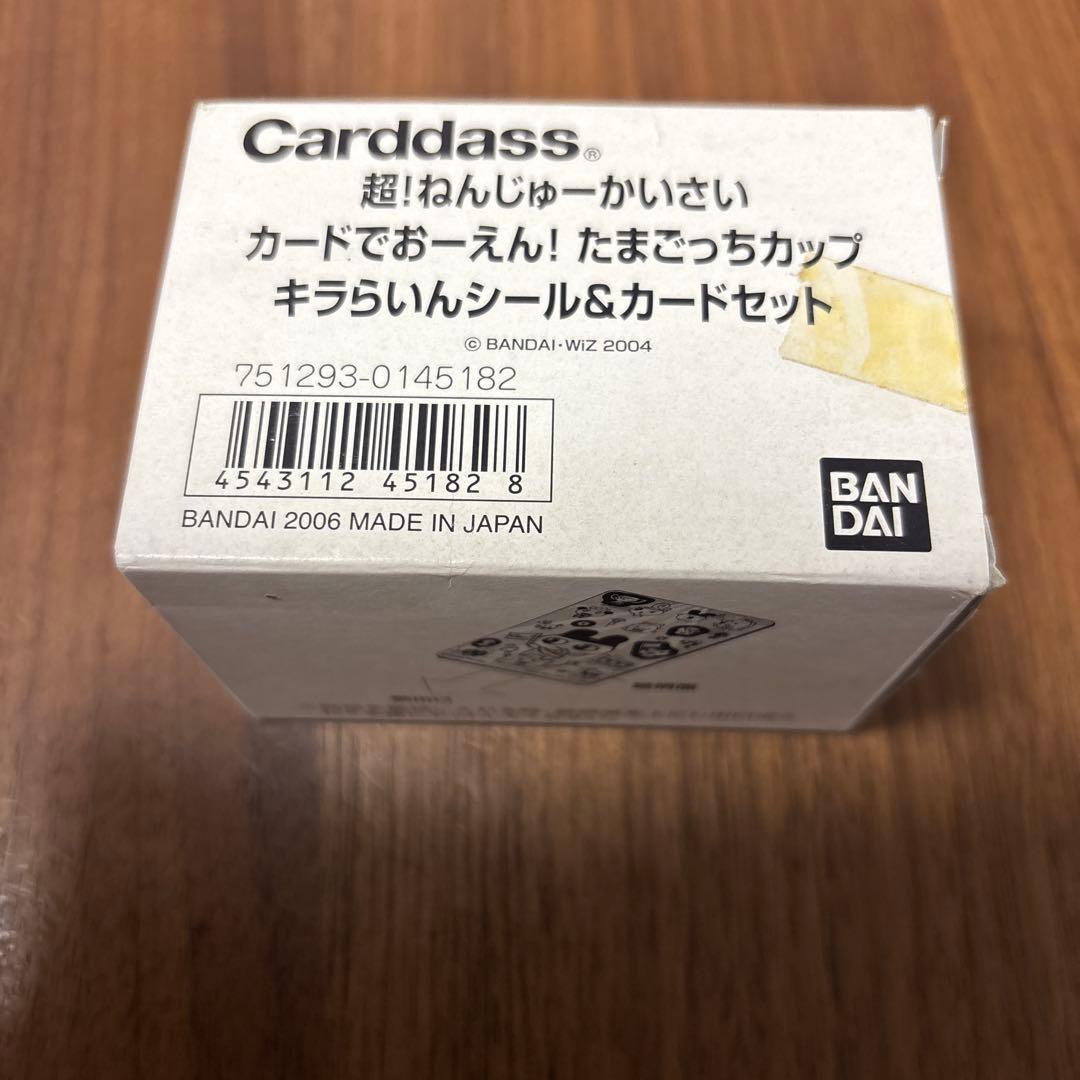 Carddass®
超!ねんじゅーかいさい
カードでおーえん! たまごっちカップ
キラらいんシール&カードセット
© BANDAI・WiZ 2004
751293-0145182
4543112 45182 8
BANDAI 2006 MADE IN JAPAN
BAN
DAI